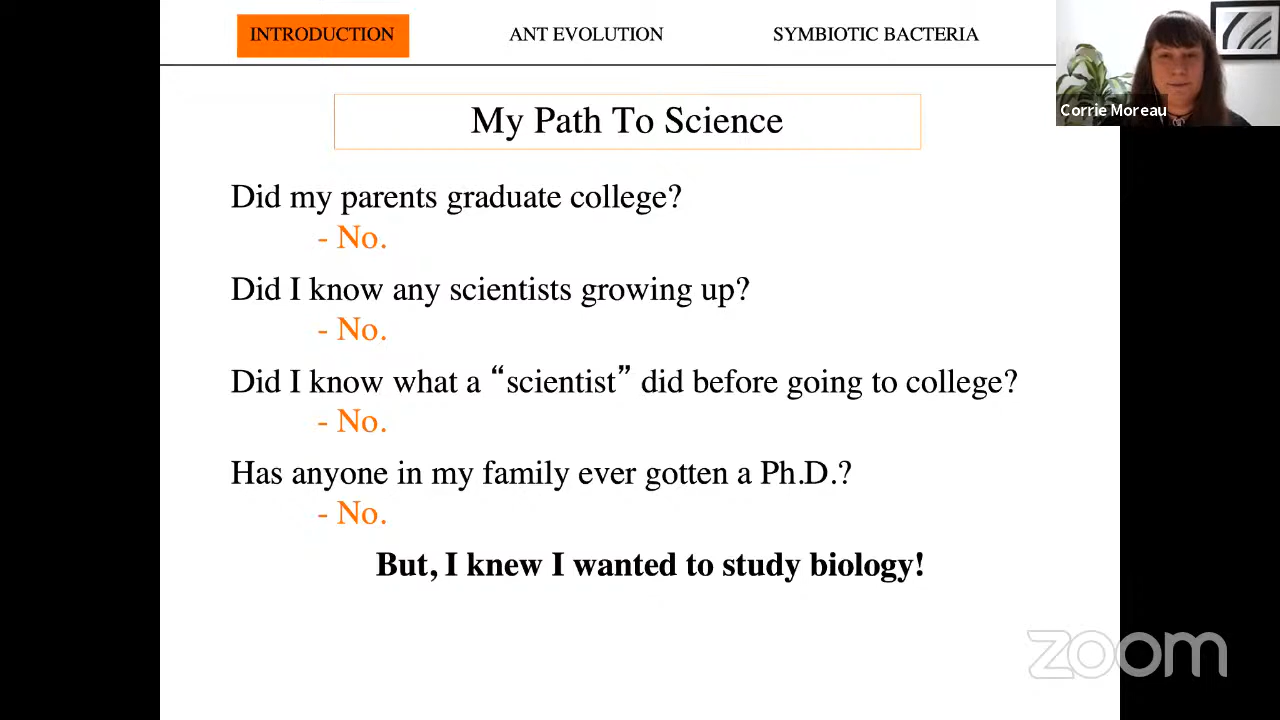 INTRODUCTION ANT EVOLUTION SYMBIOTIC BACTERIA
Corrie Moreau
My Path To Science
Did my parents graduate college?
- No.
Did I know any scientists growing up?
- No.
Did I know what a “scientist” did before going to college?
- No.
Has anyone in my family ever gotten a Ph.D.?
- No.
But, I knew I wanted to study biology!
zoom